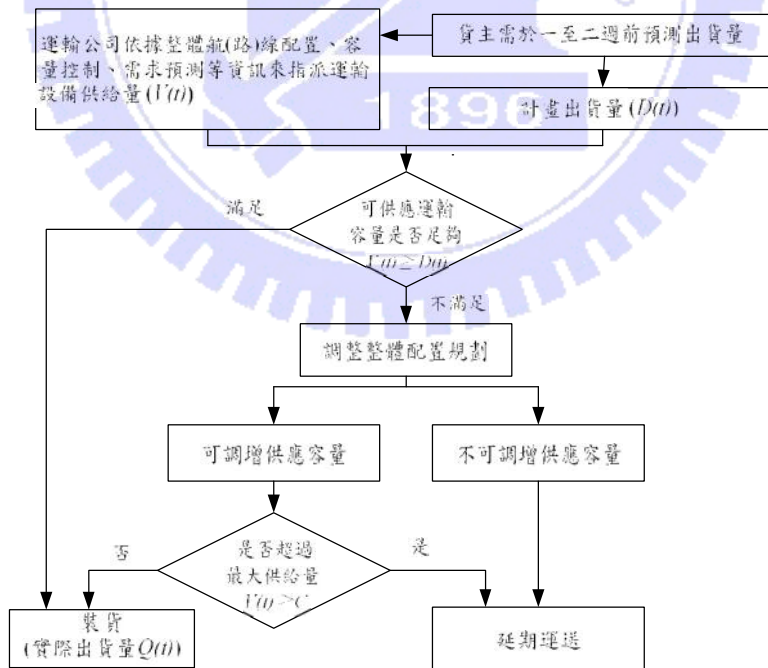 運輸公司依據整體航(路)線配置、容
量控制、需求預測等資訊來指派運輸
設備供給量(V(t))
貨主需於一至二週前預測出貨量
計畫出貨量(D(t))
1896
滿足
可供應運輸
容量是否足夠
V(t)≥D(t)
不滿足
調整整體配置規劃
可調增供應容量
不可調增供應容量
否
是否超過
最大供給量
V(t)>C
是
裝貨
(實際出貨量Q(t))
延期運送